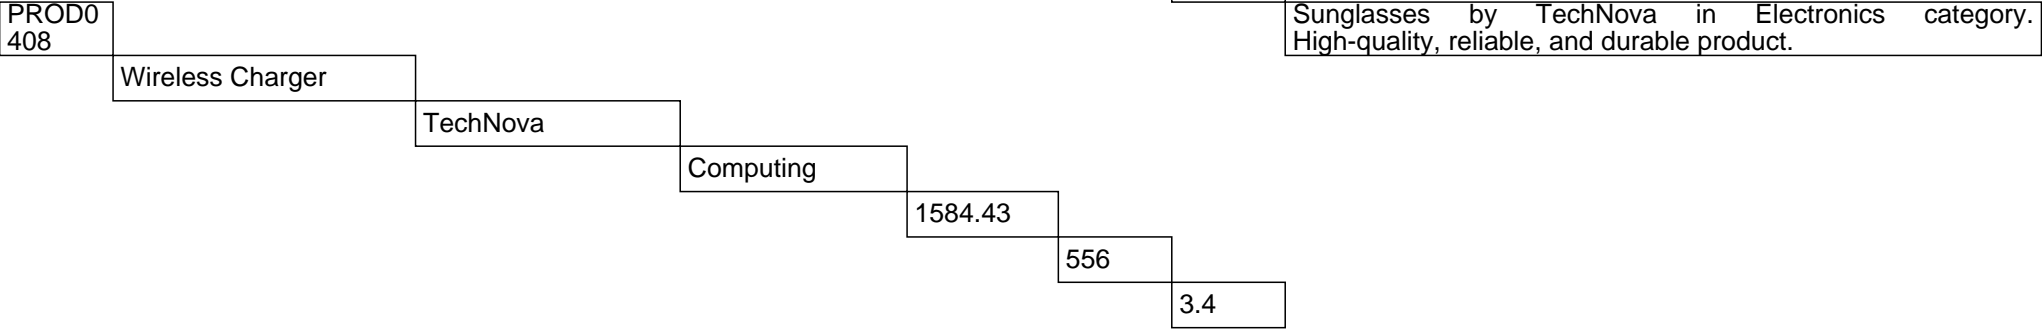 PROD0
408
Sunglasses by TechNova in Electronics category.
High-quality, reliable, and durable product.
Wireless Charger
TechNova
Computing
1584.43
556
3.4